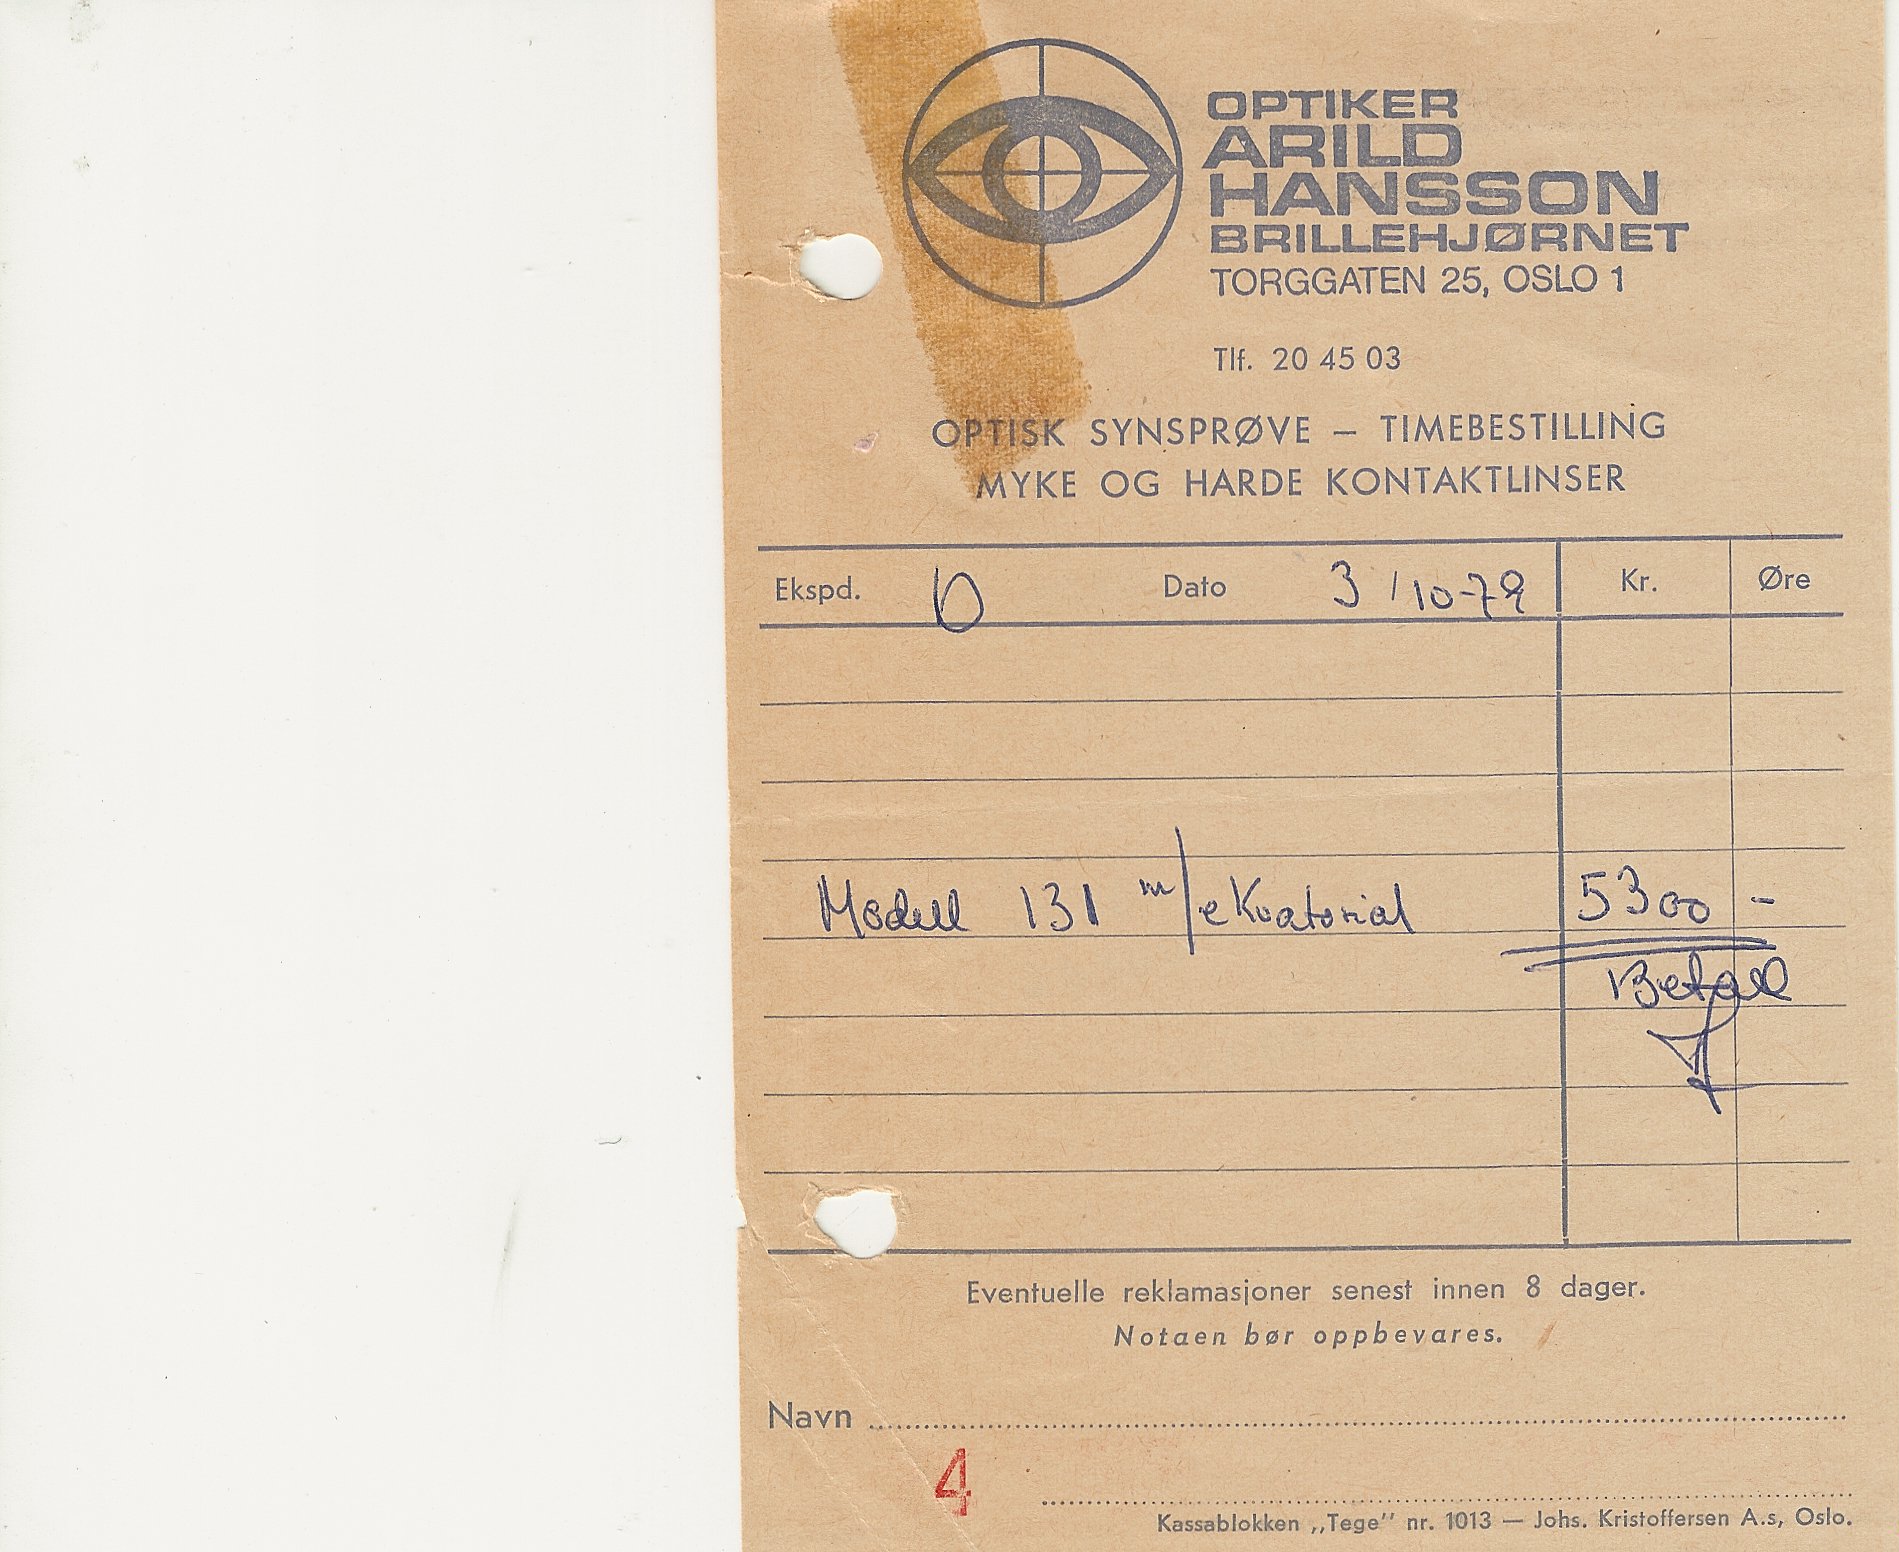 OPTIKER
ARILD
HANSSON
BRILLEHJØRNET
TORGGATEN 25, OSLO 1
Tlf. 20 45 03
OPTISK SYNSPRØVE – TIMEBESTILLING
MYKE OG HARDE KONTAKTLINSER
Ekspd. Dato 3/10-79 Kr. Øre
Modell 131 m/ekvatorial 5300 -
Betalt
Eventuelle reklamasjoner senest innen 8 dager.
Notaen bør oppbevares.
Navn
4
Kassablokken „Tege” nr. 1013 — Johs. Kristoffersen A.s, Oslo.